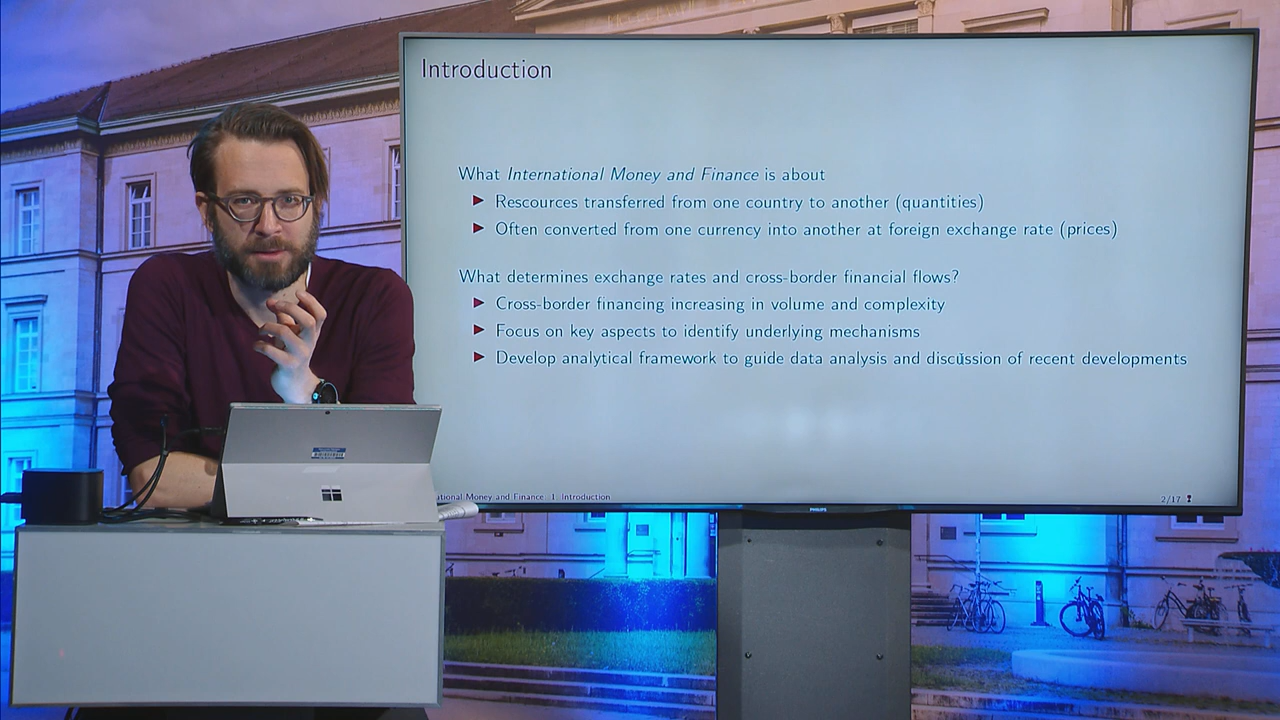 Introduction
What International Money and Finance is about
Rescources transferred from one country to another (quantities)
Often converted from one currency into another at foreign exchange rate (prices)
What determines exchange rates and cross-border financial flows?
Cross-border financing increasing in volume and complexity
Focus on key aspects to identify underlying mechanisms
Develop analytical framework to guide data analysis and discussion of recent developments
ational Money and Finance 1. Introduction
2/17
PHILIPS